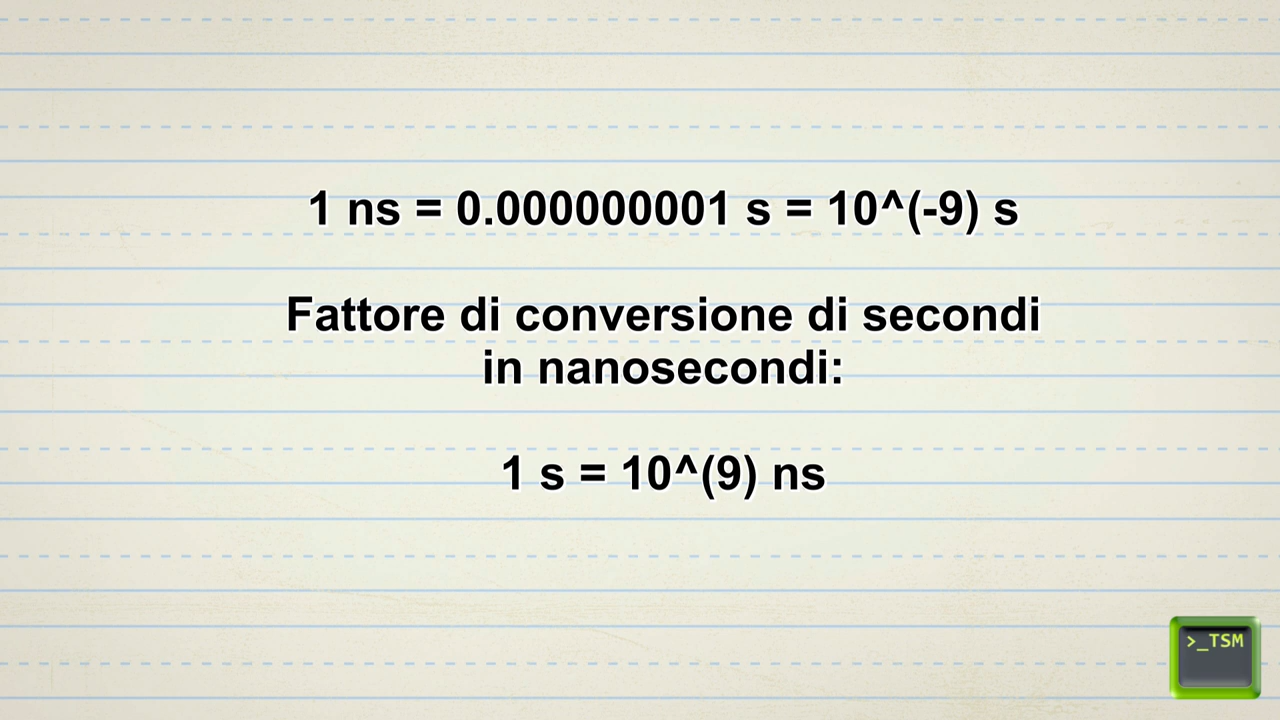 1 ns = 0.000000001 s = 10^(-9) s
Fattore di conversione di secondi
in nanosecondi:
1 s = 10^(9) ns
>_TSM